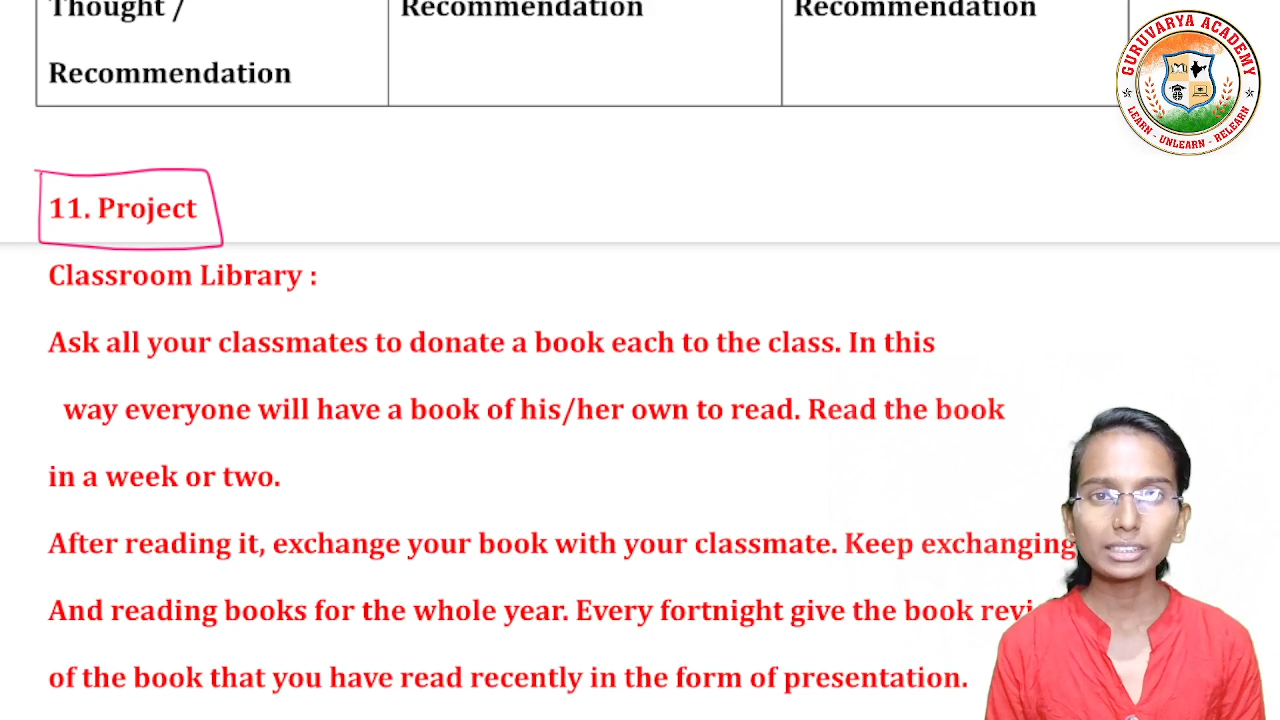 Thought / Recommendation Recommendation
Recommendation
GURUVARYA ACADEMY
LEARN - UNLEARN - RELEARN
11. Project
Classroom Library :
Ask all your classmates to donate a book each to the class. In this
way everyone will have a book of his/her own to read. Read the book
in a week or two.
After reading it, exchange your book with your classmate. Keep exchanging
And reading books for the whole year. Every fortnight give the book
of the book that you have read recently in the form of presentation.